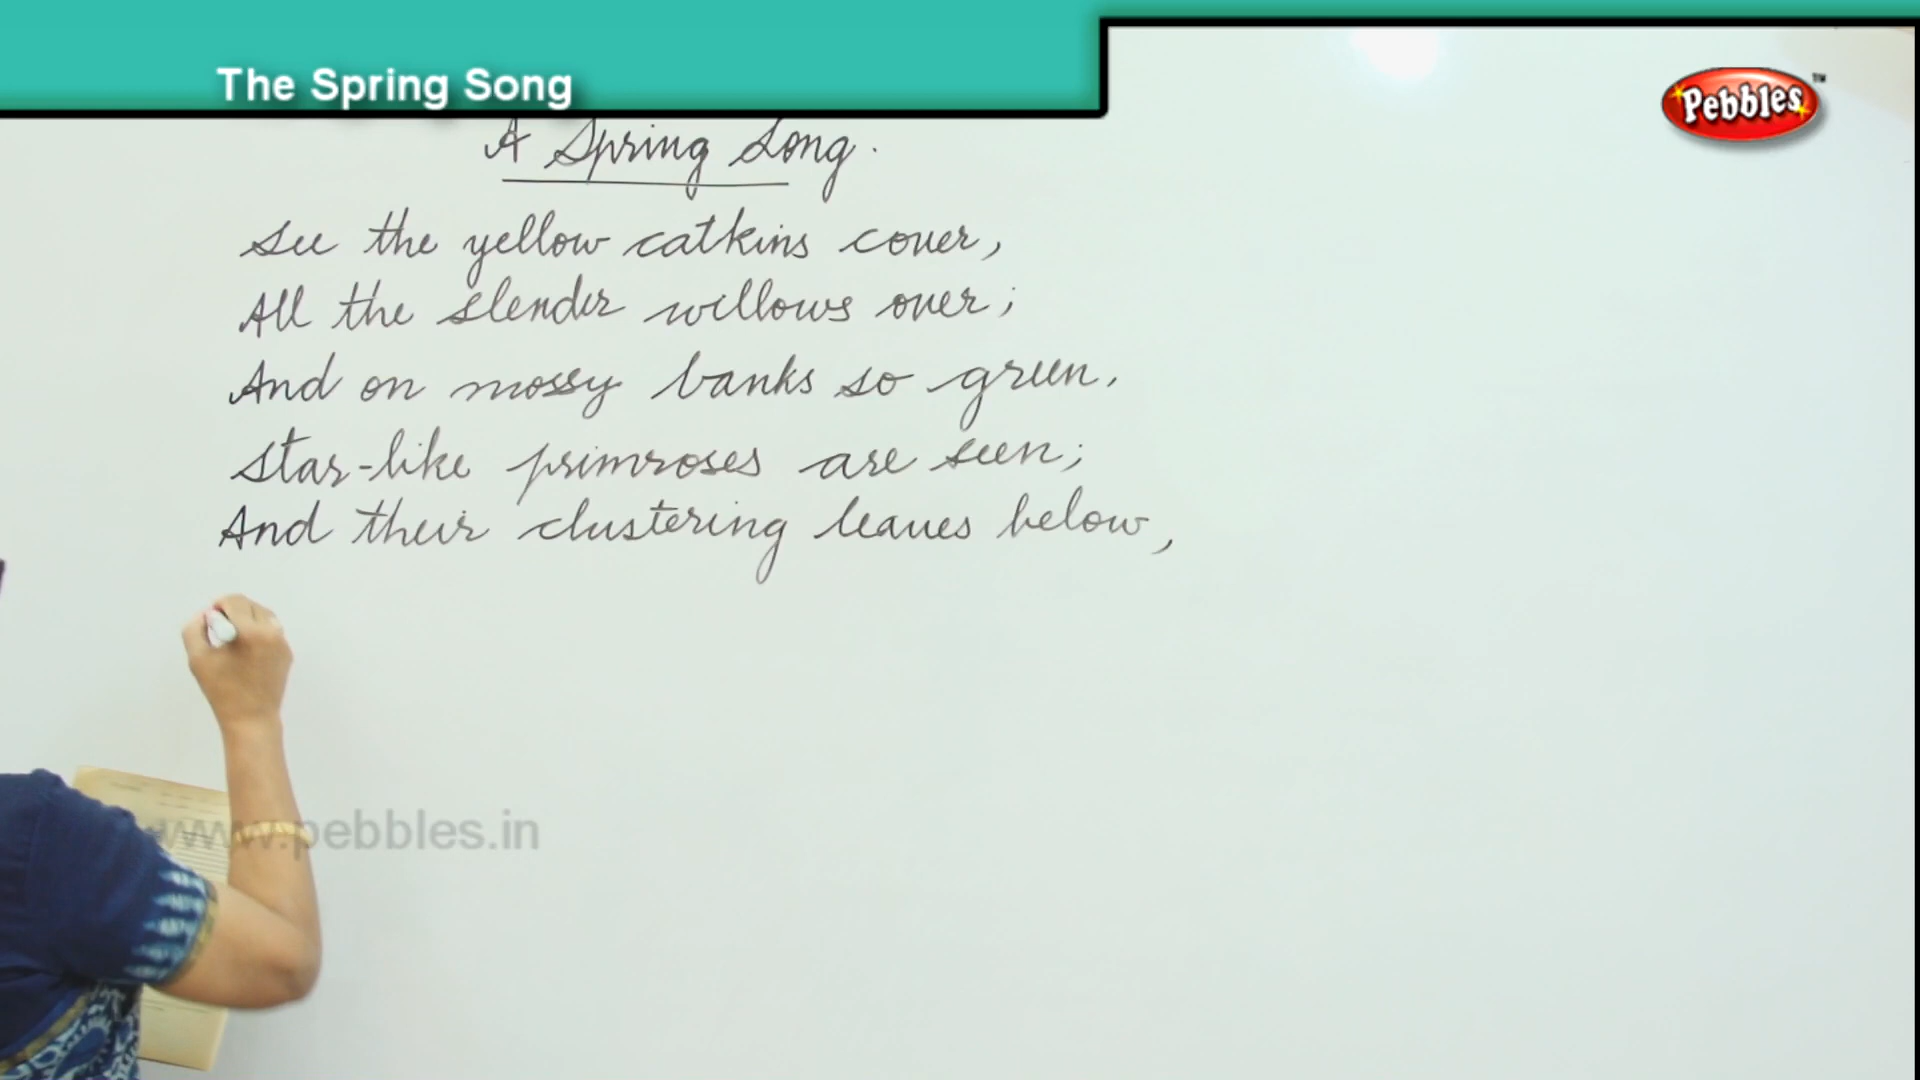 The Spring Song
Pebbles™
A Spring Song.
See the yellow catkins cover,
All the slender willows over;
And on mossy banks so green,
Star-like primroses are seen;
And their clustering leaves below,
www.pebbles.in